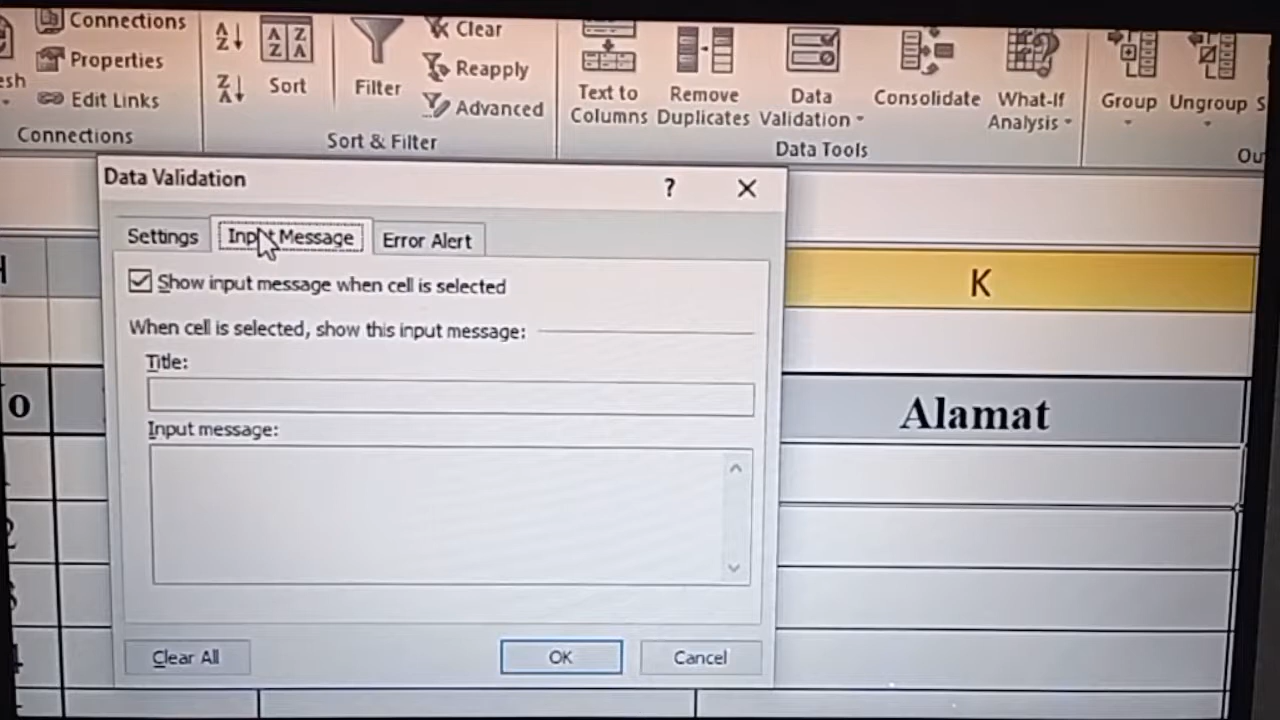 Connections
Properties
Edit Links
Connections
Sort
Filter
Clear
Reapply
Advanced
Sort & Filter
Text to
Columns
Remove
Duplicates
Data
Validation
Consolidate
What-If
Analysis
Data Tools
Group
Ungroup
Data Validation
?
Settings
Input Message
Error Alert
Show input message when cell is selected
When cell is selected, show this input message:
Title:
Input message:
Clear All
OK
Cancel
K
Alamat